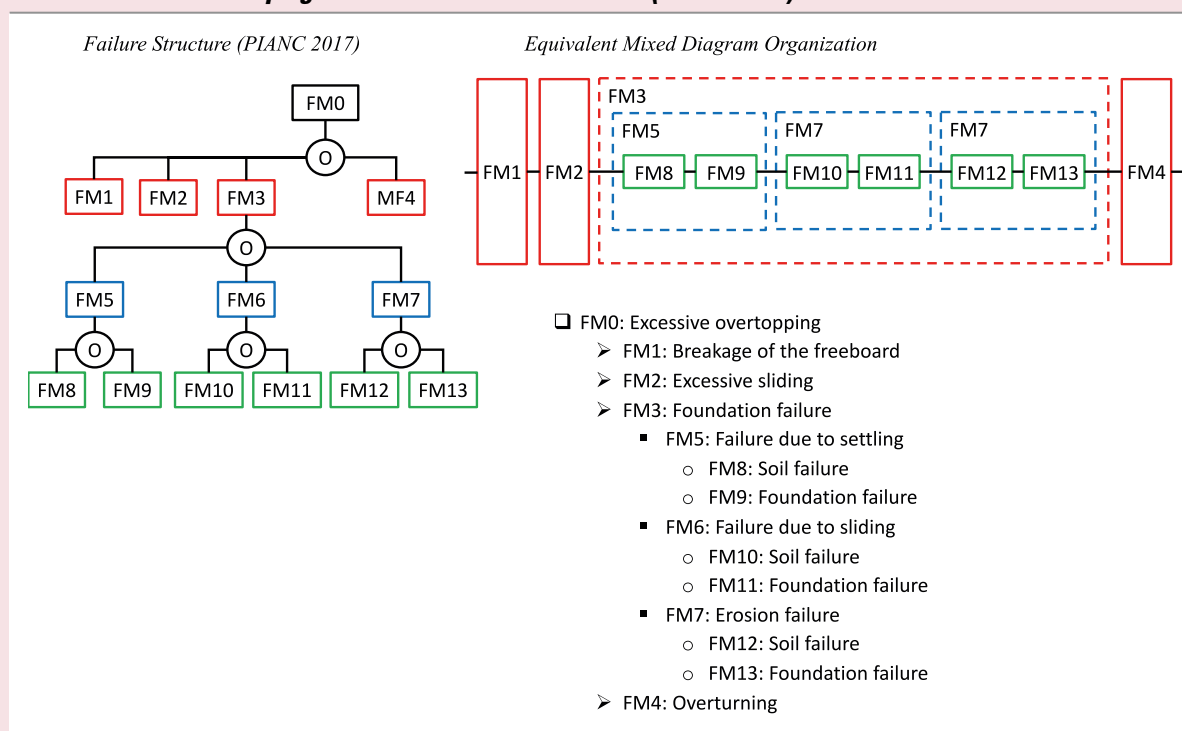 Failure Structure (PIANC 2017)
Equivalent Mixed Diagram Organization
FM0
O
FM1
FM2
FM3
MF4
O
FM5
FM6
FM7
O
O
O
FM8
FM9
FM10
FM11
FM12
FM13
FM3
FM5
FM7
FM7
FM1
FM2
FM8
FM9
FM10
FM11
FM12
FM13
FM4
❑ FM0: Excessive overtopping
➢ FM1: Breakage of the freeboard
➢ FM2: Excessive sliding
➢ FM3: Foundation failure
▪ FM5: Failure due to settling
o FM8: Soil failure
o FM9: Foundation failure
▪ FM6: Failure due to sliding
o FM10: Soil failure
o FM11: Foundation failure
▪ FM7: Erosion failure
o FM12: Soil failure
o FM13: Foundation failure
➢ FM4: Overturning